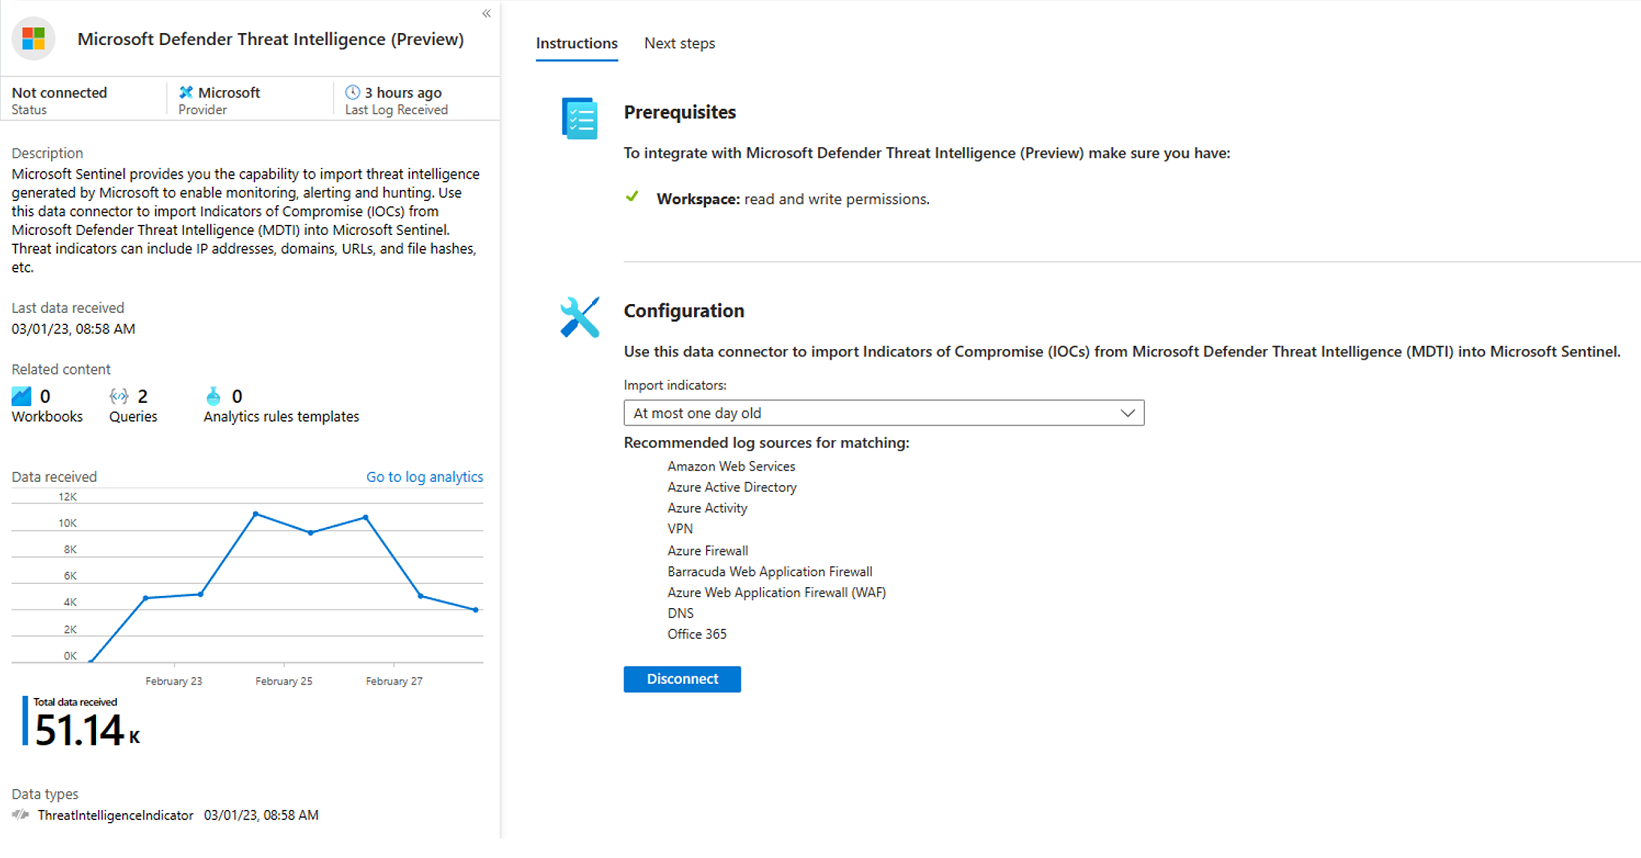 Microsoft Defender Threat Intelligence (Preview)
Not connected
Status
Microsoft
Provider
3 hours ago
Last Log Received
Description
Microsoft Sentinel provides you the capability to import threat intelligence
generated by Microsoft to enable monitoring, alerting and hunting. Use
this data connector to import Indicators of Compromise (IOCs) from
Microsoft Defender Threat Intelligence (MDTI) into Microsoft Sentinel.
Threat indicators can include IP addresses, domains, URLs, and file hashes,
etc.
Last data received
03/01/23, 08:58 AM
Related content
0
Workbooks
2
Queries
0
Analytics rules templates
Data received
Go to log analytics
12K
10K
8K
6K
4K
2K
0K
February 23
February 25
February 27
Total data received
51.14 K
Data types
ThreatIntelligenceIndicator 03/01/23, 08:58 AM
Instructions
Next steps
Prerequisites
To integrate with Microsoft Defender Threat Intelligence (Preview) make sure you have:
Workspace: read and write permissions.
Configuration
Use this data connector to import Indicators of Compromise (IOCs) from Microsoft Defender Threat Intelligence (MDTI) into Microsoft Sentinel.
Import indicators:
At most one day old
Recommended log sources for matching:
Amazon Web Services
Azure Active Directory
Azure Activity
VPN
Azure Firewall
Barracuda Web Application Firewall
Azure Web Application Firewall (WAF)
DNS
Office 365
Disconnect